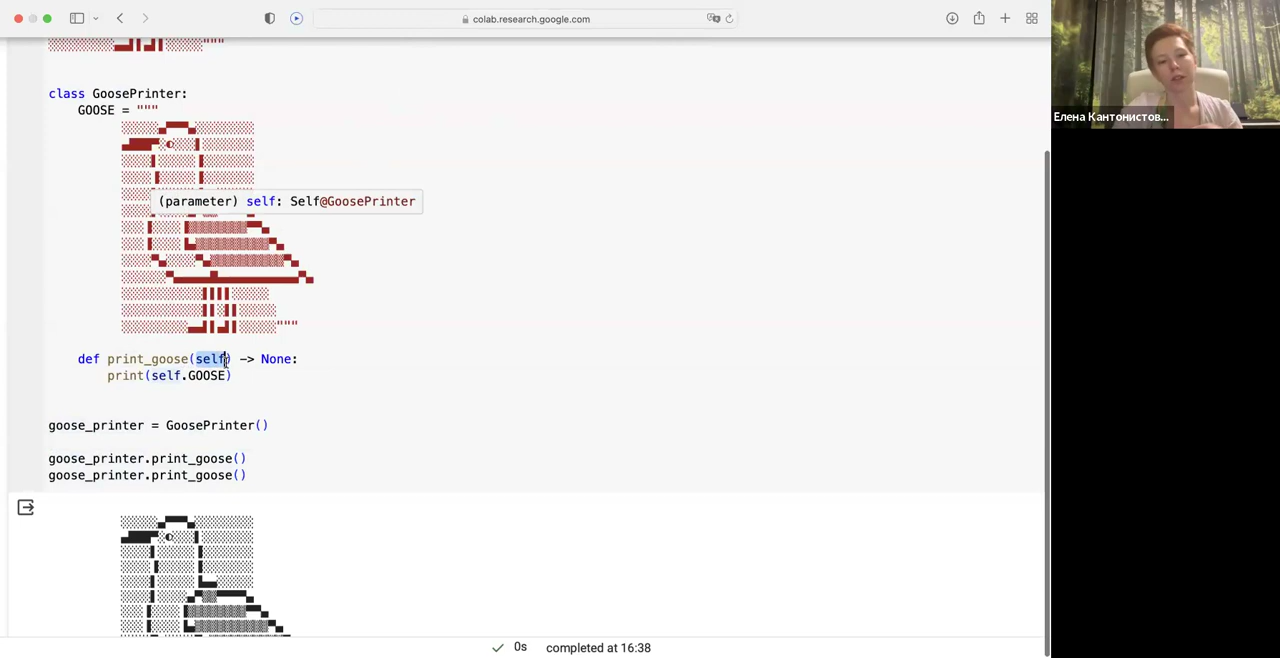 colab.research.google.com
"""
class GoosePrinter:
GOOSE = """
(parameter) self: Self@GoosePrinter
"""
def print_goose(self) -> None:
print(self.GOOSE)
goose_printer = GoosePrinter()
goose_printer.print_goose()
goose_printer.print_goose()
0s completed at 16:38
Елена Кантонистов...